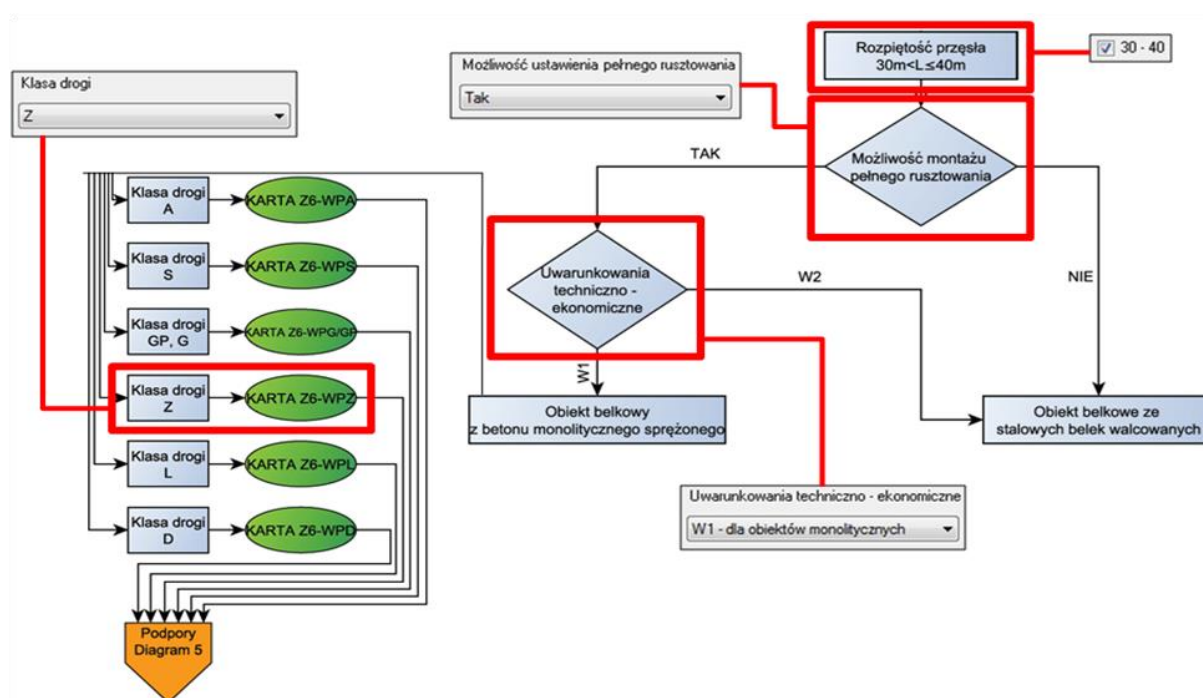 Klasa drogi
Z
Możliwość ustawienia pełnego rusztowania
Tak
Rozpiętość przęsła
30m<L≤40m
30 - 40
Możliwość montażu
pełnego rusztowania
TAK
NIE
Uwarunkowania
techniczno -
ekonomiczne
W2
W1
Obiekt belkowy
z betonu monolitycznego sprężonego
Obiekt belkowe ze
stalowych belek walcowanych
Uwarunkowania techniczno - ekonomiczne
W1 - dla obiektów monolitycznych
Klasa drogi
A
KARTA Z6-WPA
Klasa drogi
S
KARTA Z6-WPS
Klasa drogi
GP, G
KARTA Z6-WPG/GP
Klasa drogi
Z
KARTA Z6-WPZ
Klasa drogi
L
KARTA Z6-WPL
Klasa drogi
D
KARTA Z6-WPD
Podpory
Diagram 5